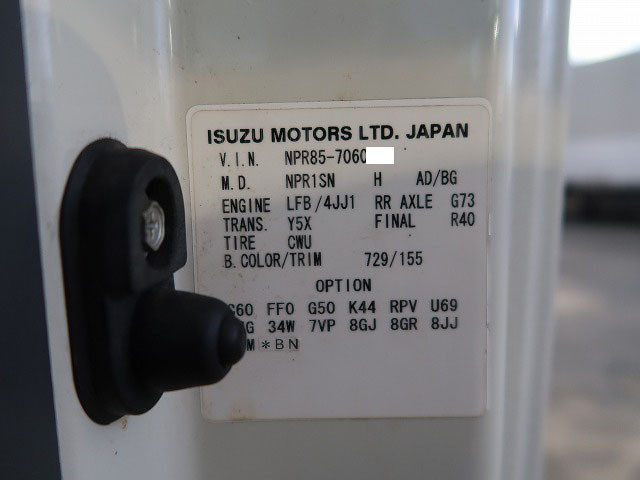 ISUZU MOTORS LTD. JAPAN
V.I.N. NPR85-7060
M.D. NPR1SN H AD/BG
ENGINE LFB/4JJ1 RR AXLE G73
TRANS. Y5X FINAL R40
TIRE CWU
B.COLOR/TRIM 729/155
OPTION
FF0 G50 K44 RPV U69
34W 7VP 8GJ 8GR 8JJ
*BN